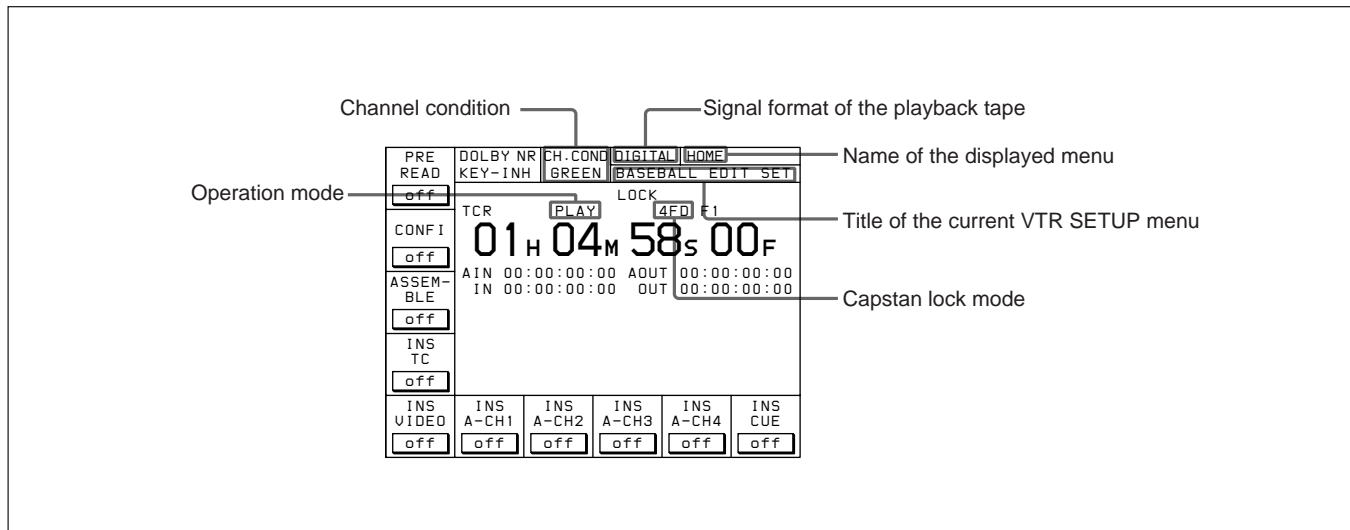 Channel condition
Signal format of the playback tape
Name of the displayed menu
Operation mode
Title of the current VTR SETUP menu
Capstan lock mode
PRE
READ
off
DOLBY NR
KEY-INH
CH.COND
GREEN
DIGITAL
HOME
BASEBALL EDIT SET
LOCK
TCR PLAY 4FD F1
01H 04M 58S 00F
AIN 00:00:00:00 AOUT 00:00:00:00
IN 00:00:00:00 OUT 00:00:00:00
CONFI
off
ASSEM-
BLE
off
INS
TC
off
INS
VIDEO
off
INS
A-CH1
off
INS
A-CH2
off
INS
A-CH3
off
INS
A-CH4
off
INS
CUE
off